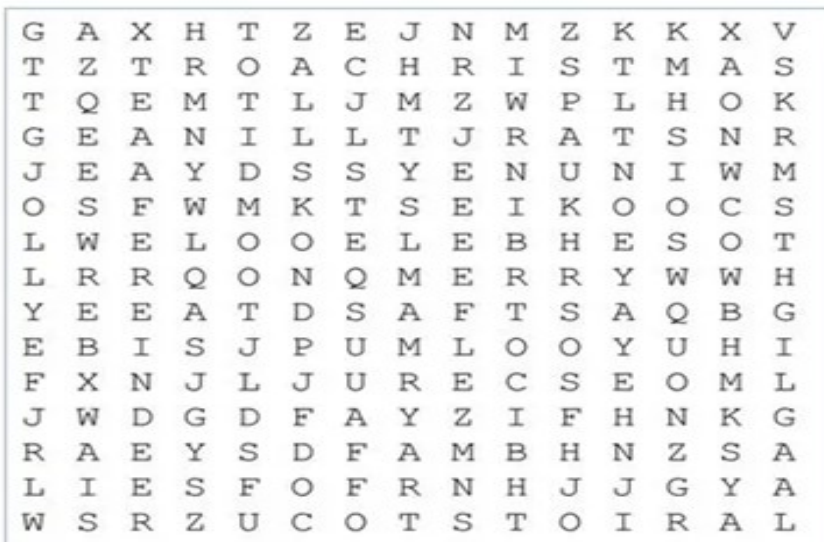 G A X H T Z E J N M Z K K X V
T Z T R O A C H R I S T M A S
T Q E M T L J M Z W P L H O K
G E A N I L L T J R A T S N R
J E A Y D S S Y E N U N I W M
O S F W M K T S E I K O O C S
L W E L O O E L E B H E S O T
L R R Q O N Q M E R R Y W W H
Y E E A T D S A F T S A Q B G
E B I S J P U M L O O Y U H I
F X N J L J U R E C S E O M L
J W D G D F A Y Z I F H N K G
R A E Y S D F A M B H N Z S A
L I E S F O F R N H J J G Y A
W S R Z U C O T S T O I R A L